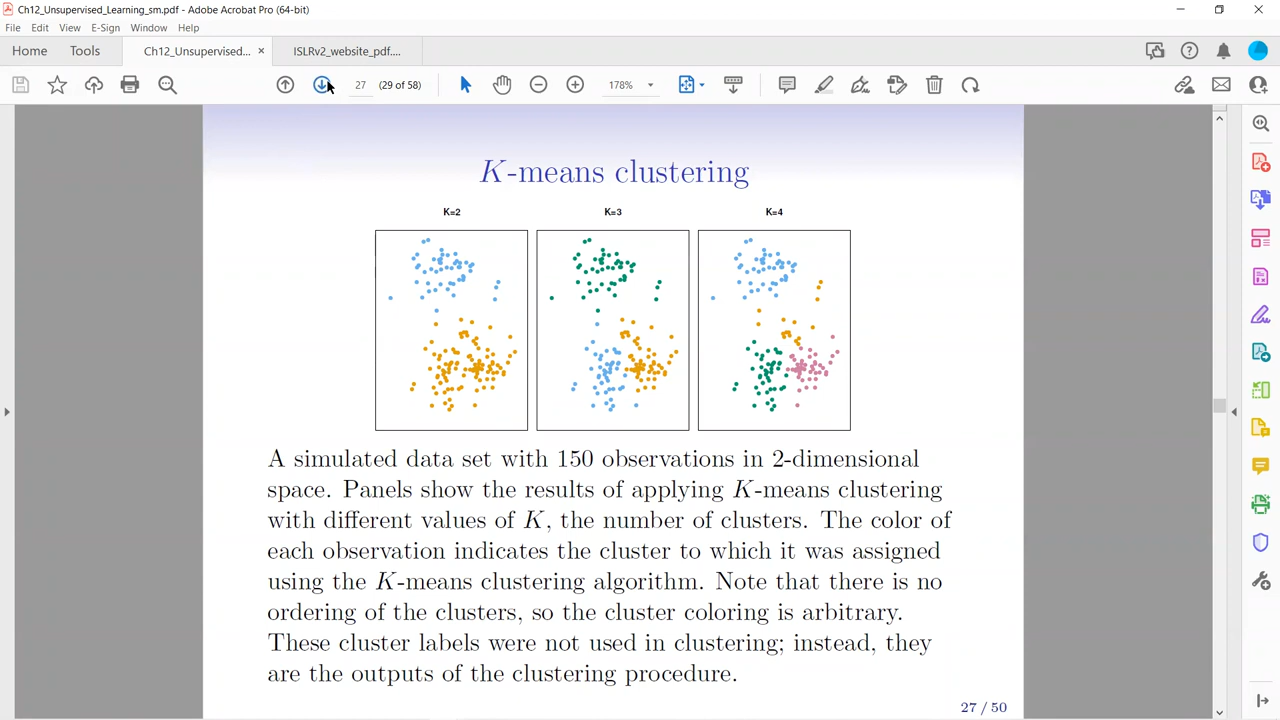 Ch12_Unsupervised_Learning_sm.pdf - Adobe Acrobat Pro (64-bit)
File Edit View E-Sign Window Help
Home Tools Ch12_Unsupervised... × ISLRv2_website_pdf....
27 (29 of 58) 178%
K-means clustering
K=2 K=3 K=4
A simulated data set with 150 observations in 2-dimensional
space. Panels show the results of applying K-means clustering
with different values of K, the number of clusters. The color of
each observation indicates the cluster to which it was assigned
using the K-means clustering algorithm. Note that there is no
ordering of the clusters, so the cluster coloring is arbitrary.
These cluster labels were not used in clustering; instead, they
are the outputs of the clustering procedure.
27 / 50